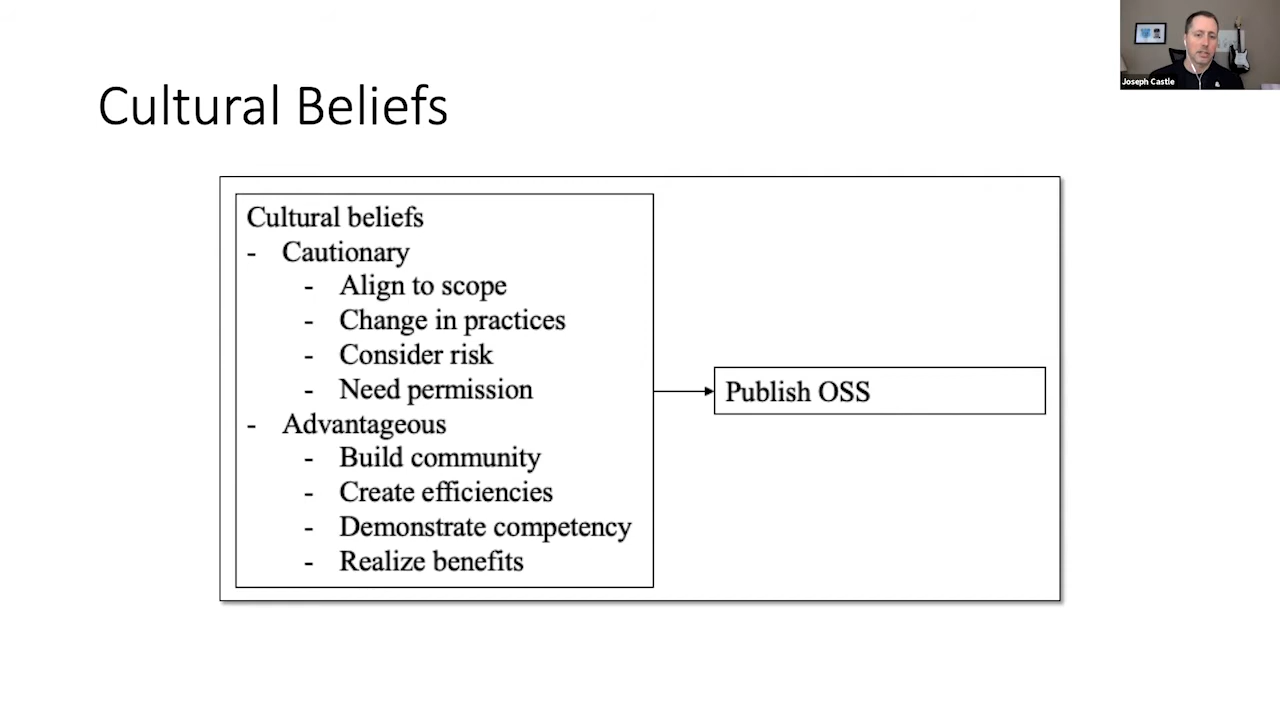 Joseph Castle
Cultural Beliefs
Cultural beliefs
- Cautionary
- Align to scope
- Change in practices
- Consider risk
- Need permission
- Advantageous
- Build community
- Create efficiencies
- Demonstrate competency
- Realize benefits
Publish OSS